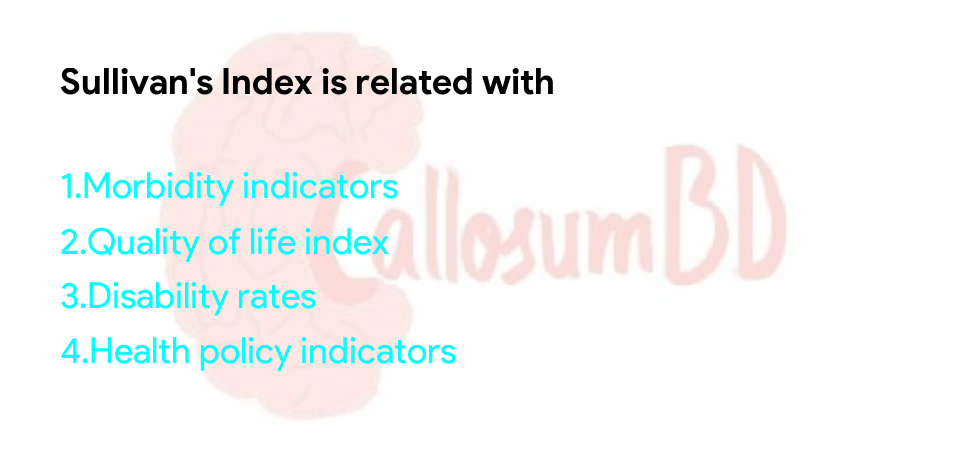 Sullivan's Index is related with
1.Morbidity indicators
2.Quality of life index
3.Disability rates
4.Health policy indicators
CallosumBD